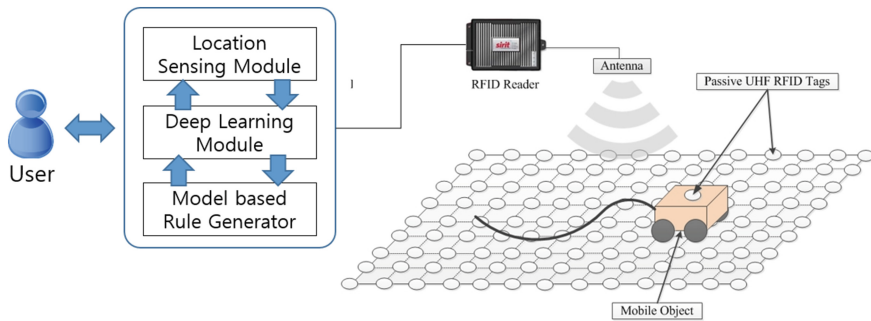 Location
Sensing Module
Deep Learning
Module
Model based
Rule Generator
User
sirit
RFID Reader
Antenna
Passive UHF RFID Tags
Mobile Object